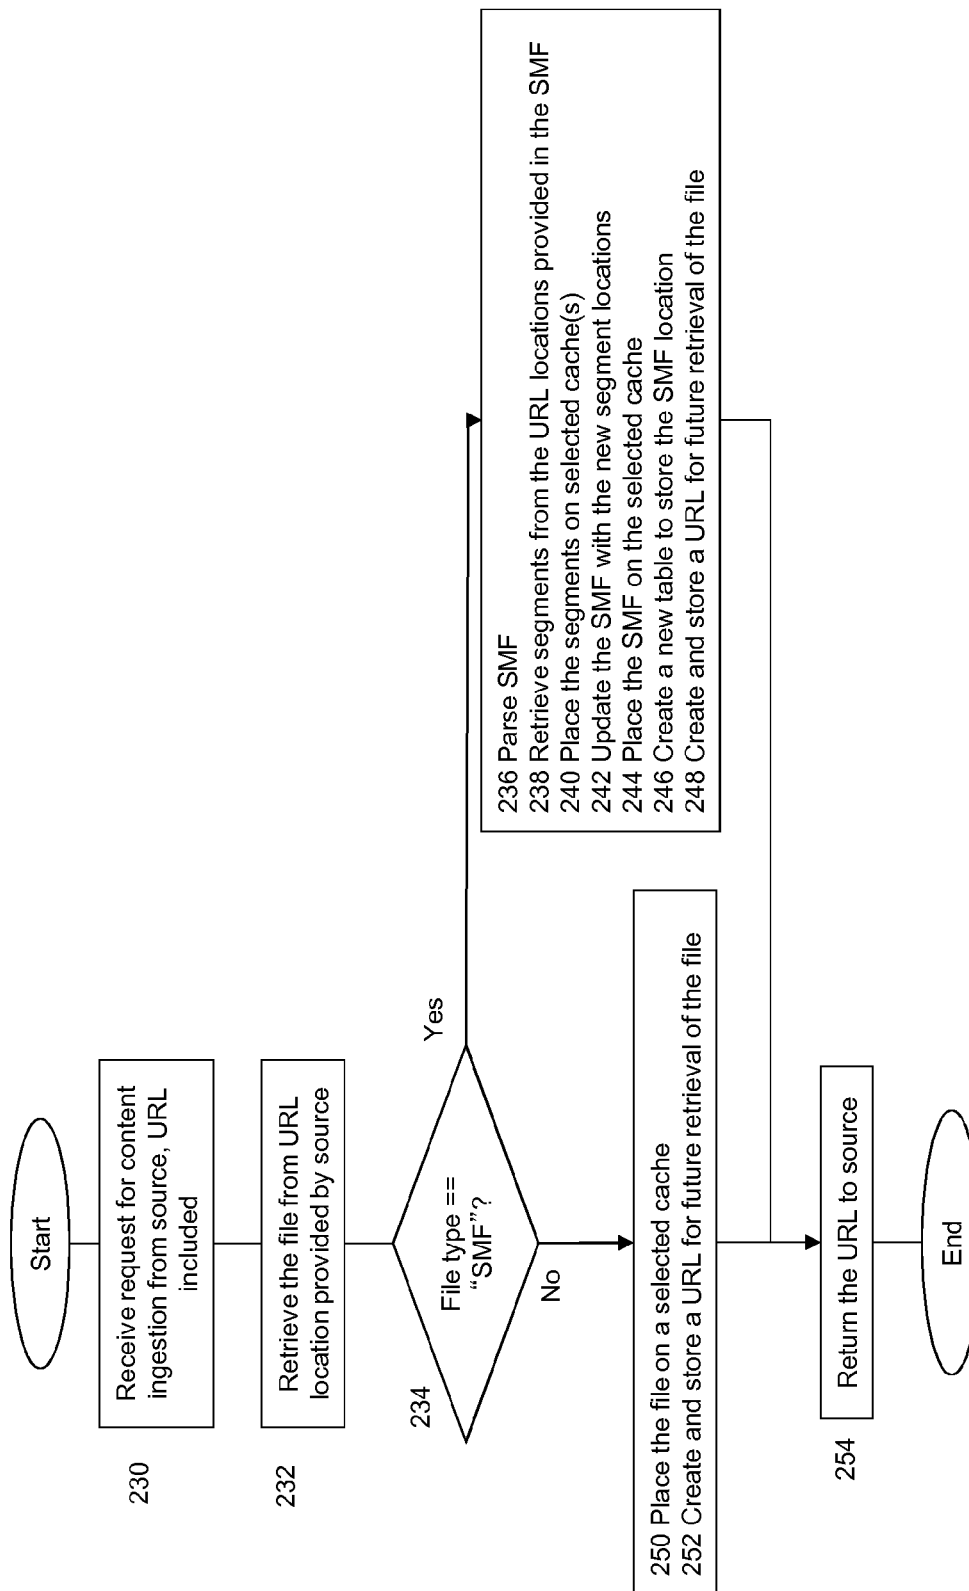 Start
230
Receive request for content
ingestion from source, URL
included
232
Retrieve the file from URL
location provided by source
234
File type ==
“SMF”?
Yes
No
236 Parse SMF
238 Retrieve segments from the URL locations provided in the SMF
240 Place the segments on selected cache(s)
242 Update the SMF with the new segment locations
244 Place the SMF on the selected cache
246 Create a new table to store the SMF location
248 Create and store a URL for future retrieval of the file
250 Place the file on a selected cache
252 Create and store a URL for future retrieval of the file
254
Return the URL to source
End